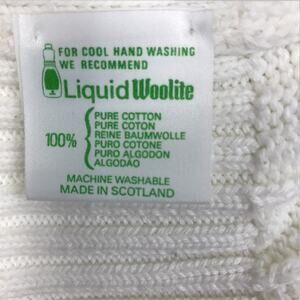 FOR COOL HAND WASHING
WE RECOMMEND
Liquid Woolite
100%
PURE COTTON
PURE COTON
REINE BAUMWOLLE
PURO COTONE
PURO ALGODON
ALGODÃO
MACHINE WASHABLE
MADE IN SCOTLAND